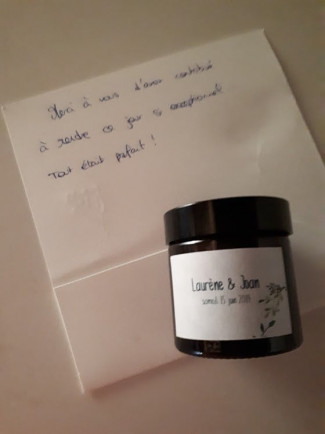 Merci à vous d'avoir contribué
à rendre ce jour si exceptionnel
Tout était parfait !
Laurène & Joan
samedi 15 juin 2019